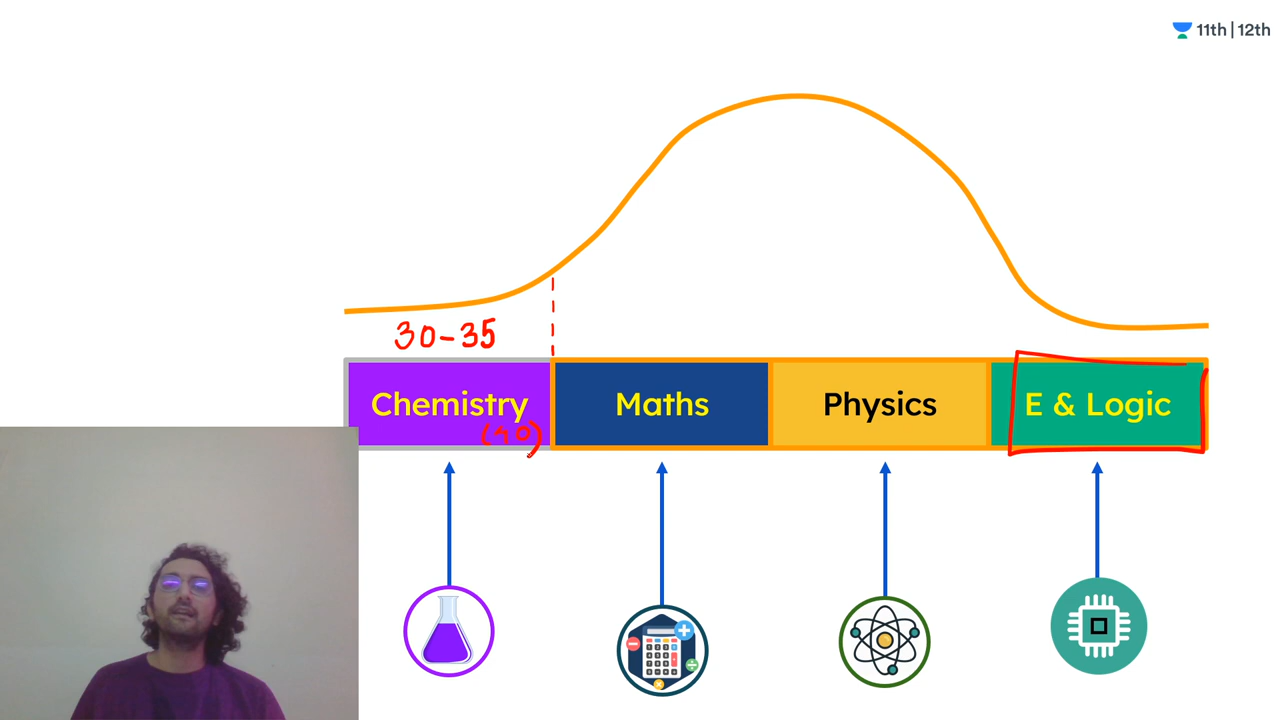 11th | 12th
30-35
Chemistry
Maths
Physics
E & Logic
(40)